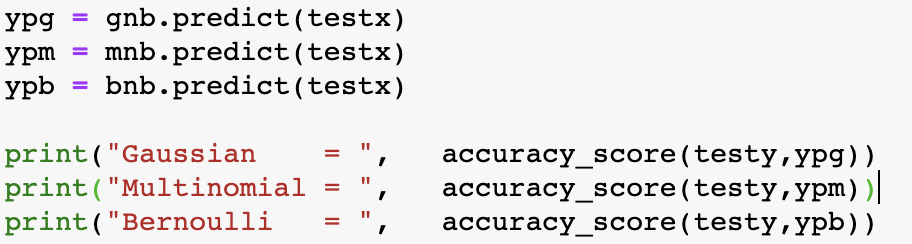 ypg = gnb.predict(testx)
ypm = mnb.predict(testx)
ypb = bnb.predict(testx)
print("Gaussian    = ",   accuracy_score(testy,ypg))
print("Multinomial = ",   accuracy_score(testy,ypm))
print("Bernoulli   = ",   accuracy_score(testy,ypb))